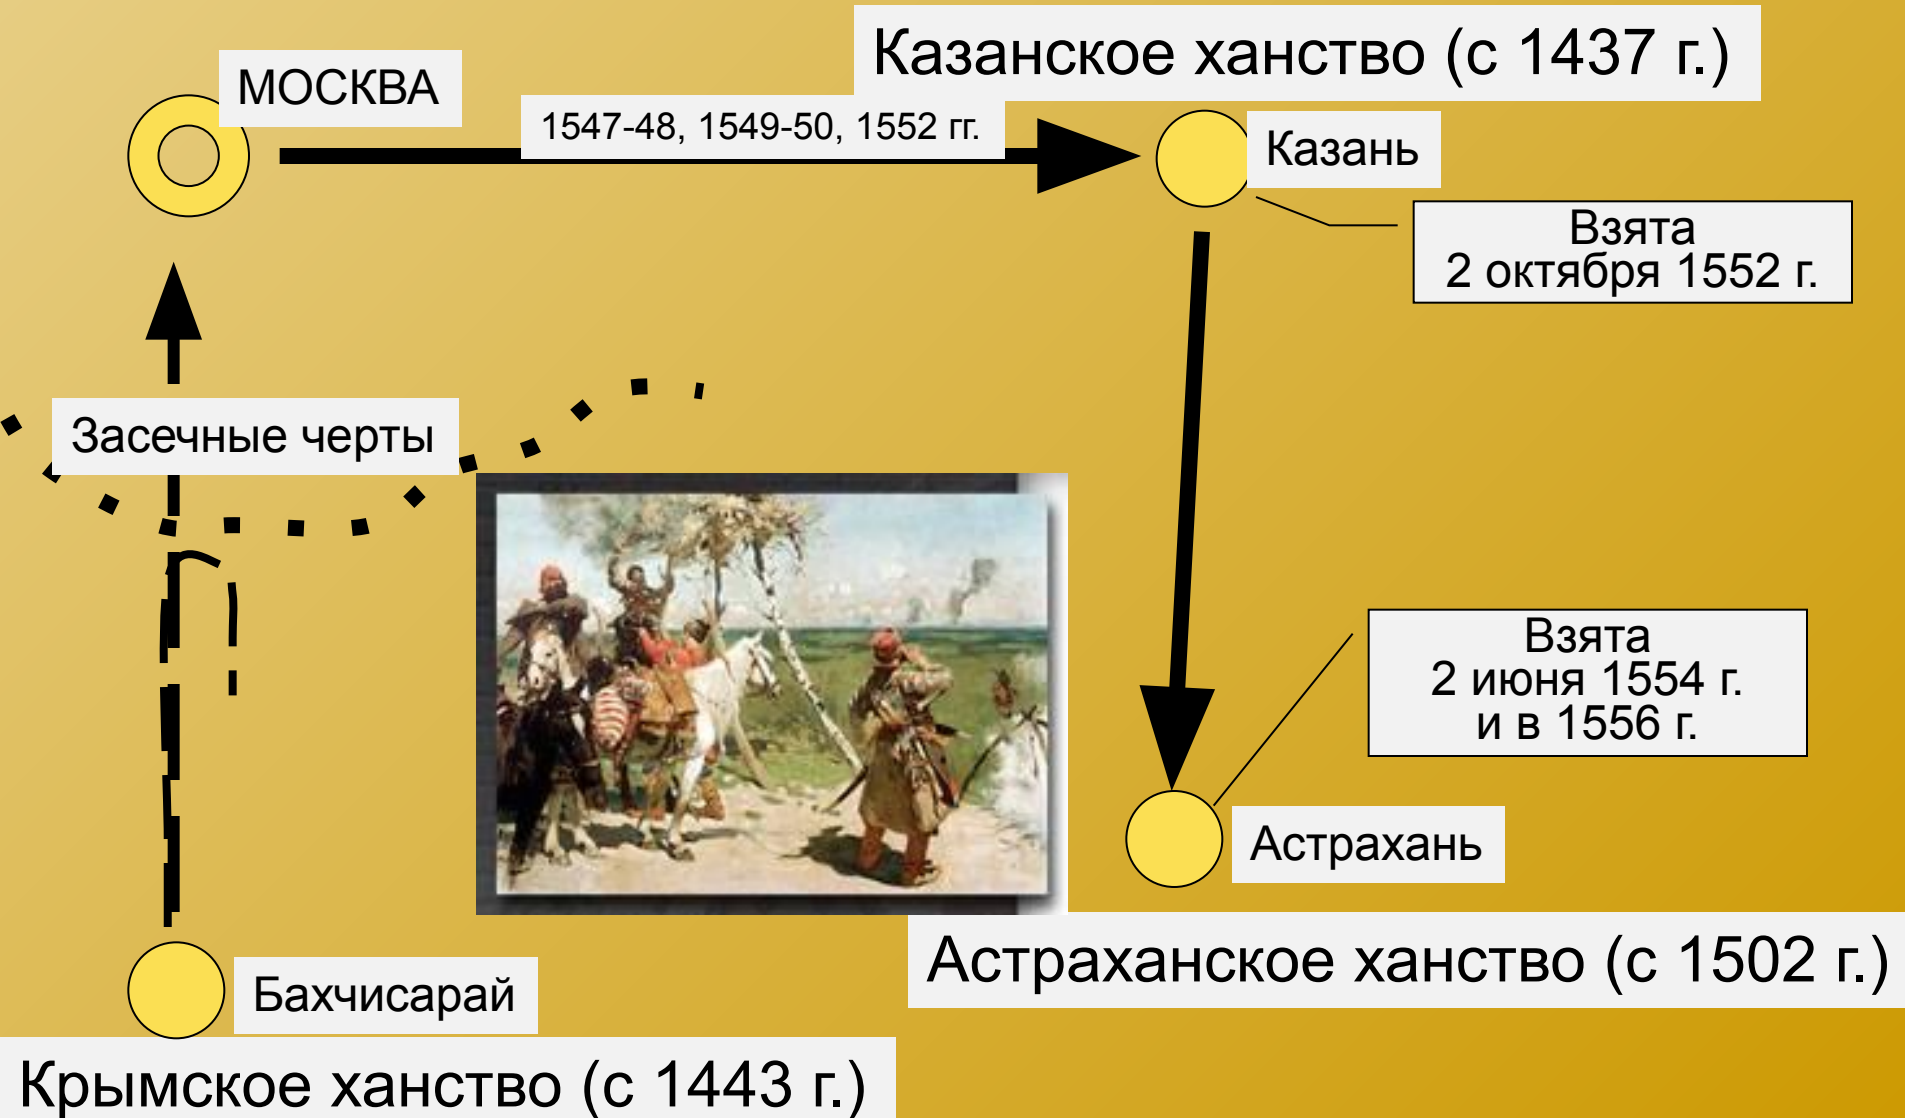 Казанское ханство (с 1437 г.)
МОСКВА
1547-48, 1549-50, 1552 гг.
Казань
Взята
2 октября 1552 г.
Засечные черты
Взята
2 июня 1554 г.
и в 1556 г.
Астрахань
Астраханское ханство (с 1502 г.)
Бахчисарай
Крымское ханство (с 1443 г.)